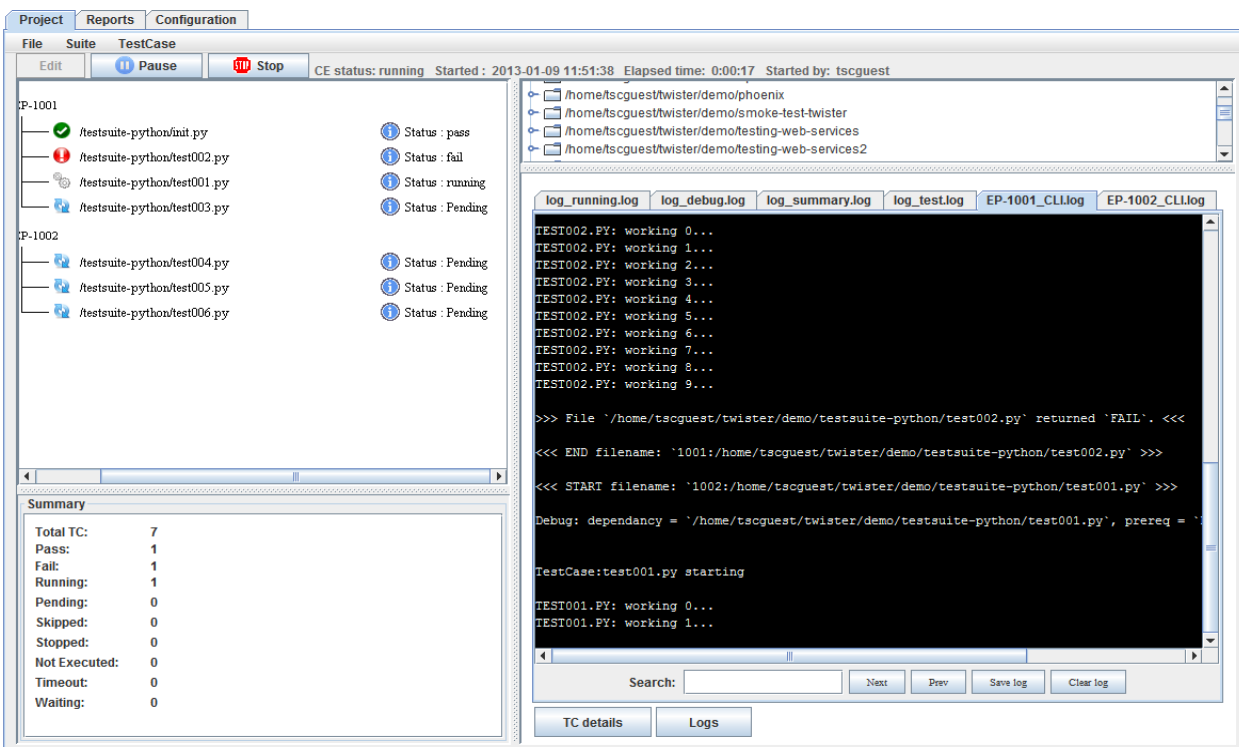 Project Reports Configuration
File Suite TestCase
Edit Pause STOP Stop CE status: running Started : 2013-01-09 11:51:38 Elapsed time: 0:00:17 Started by: tscguest
EP-1001
/testsuite-python/init.py Status : pass
/testsuite-python/test002.py Status : fail
/testsuite-python/test001.py Status : running
/testsuite-python/test003.py Status : Pending
EP-1002
/testsuite-python/test004.py Status : Pending
/testsuite-python/test005.py Status : Pending
/testsuite-python/test006.py Status : Pending
Summary
Total TC: 7
Pass: 1
Fail: 1
Running: 1
Pending: 0
Skipped: 0
Stopped: 0
Not Executed: 0
Timeout: 0
Waiting: 0
/home/tscguest/twister/demo/phoenix
/home/tscguest/twister/demo/smoke-test-twister
/home/tscguest/twister/demo/testing-web-services
/home/tscguest/twister/demo/testing-web-services2
log_running.log log_debug.log log_summary.log log_test.log EP-1001_CLI.log EP-1002_CLI.log
TEST002.PY: working 0...
TEST002.PY: working 1...
TEST002.PY: working 2...
TEST002.PY: working 3...
TEST002.PY: working 4...
TEST002.PY: working 5...
TEST002.PY: working 6...
TEST002.PY: working 7...
TEST002.PY: working 8...
TEST002.PY: working 9...
>>> File `/home/tscguest/twister/demo/testsuite-python/test002.py` returned `FAIL`. <<<
<<< END filename: `1001:/home/tscguest/twister/demo/testsuite-python/test002.py` >>>
<<< START filename: `1002:/home/tscguest/twister/demo/testsuite-python/test001.py` >>>
Debug: dependancy = `/home/tscguest/twister/demo/testsuite-python/test001.py`, prereq = `
TestCase:test001.py starting
TEST001.PY: working 0...
TEST001.PY: working 1...
Search: Next Prev Save log Clear log
TC details Logs